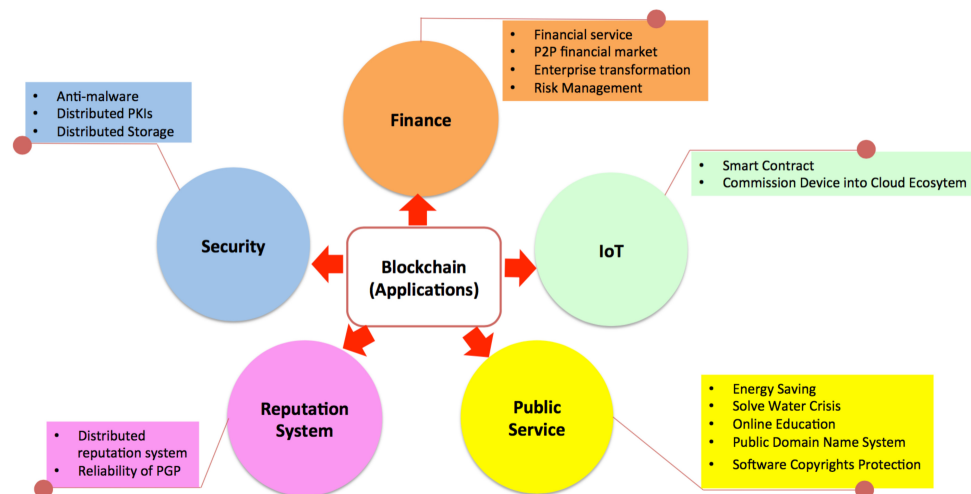 • Financial service
• P2P financial market
• Enterprise transformation
• Risk Management
Finance
• Anti-malware
• Distributed PKIs
• Distributed Storage
Security
• Smart Contract
• Commission Device into Cloud Ecosytem
IoT
Blockchain
(Applications)
Reputation
System
• Distributed
reputation system
• Reliability of PGP
Public
Service
• Energy Saving
• Solve Water Crisis
• Online Education
• Public Domain Name System
• Software Copyrights Protection